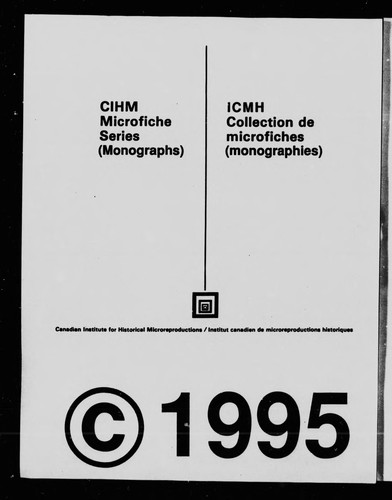 CIHM
Microfiche
Series
(Monographs)
ICMH
Collection de
microfiches
(monographies)
Canadian Institute for Historical Microreproductions / Institut canadien de microreproductions historiques
© 1995